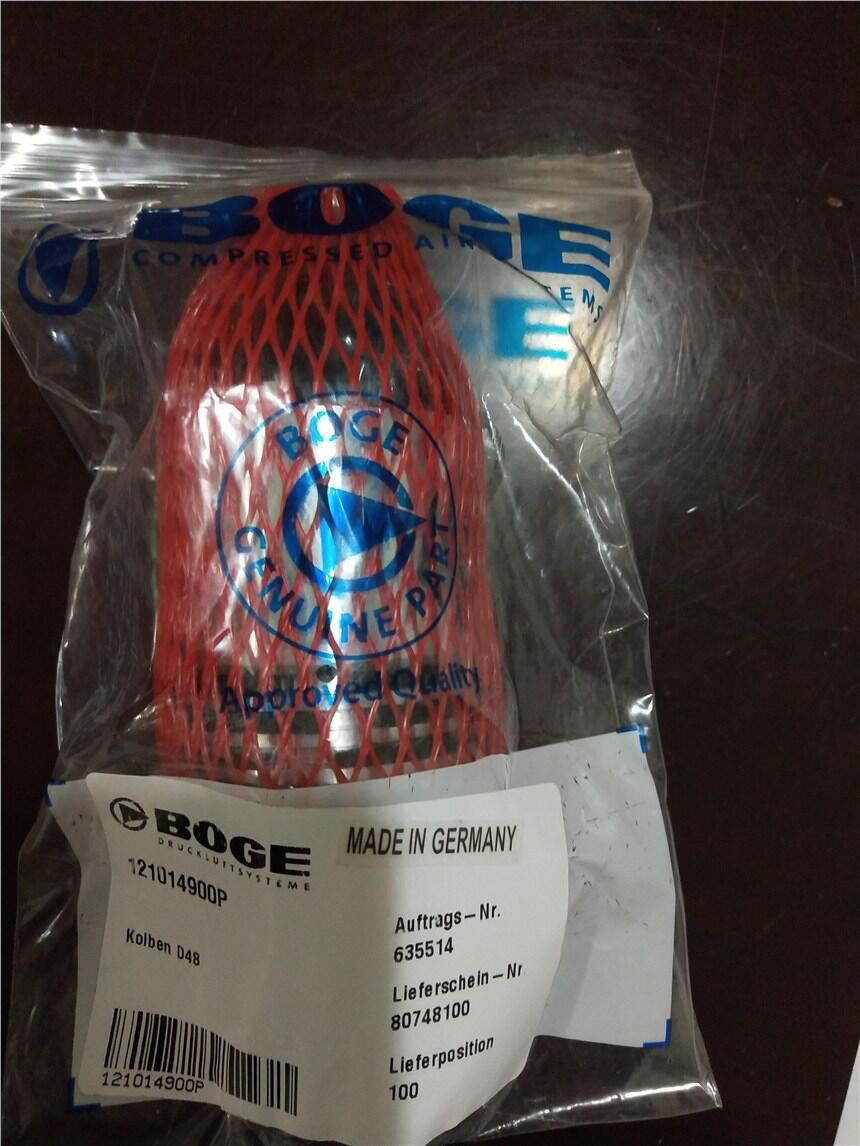 BOGE
COMPRESSED AIR
TEMS
E
BOGE
GENUINE PART
Approved Quality
BOGE
DRUCKLUFTSYSTEME
MADE IN GERMANY
121014900P
Kolben D48
Auftrags-Nr.
635514
Lieferschein-Nr.
80748100
Lieferposition
100
121014900P